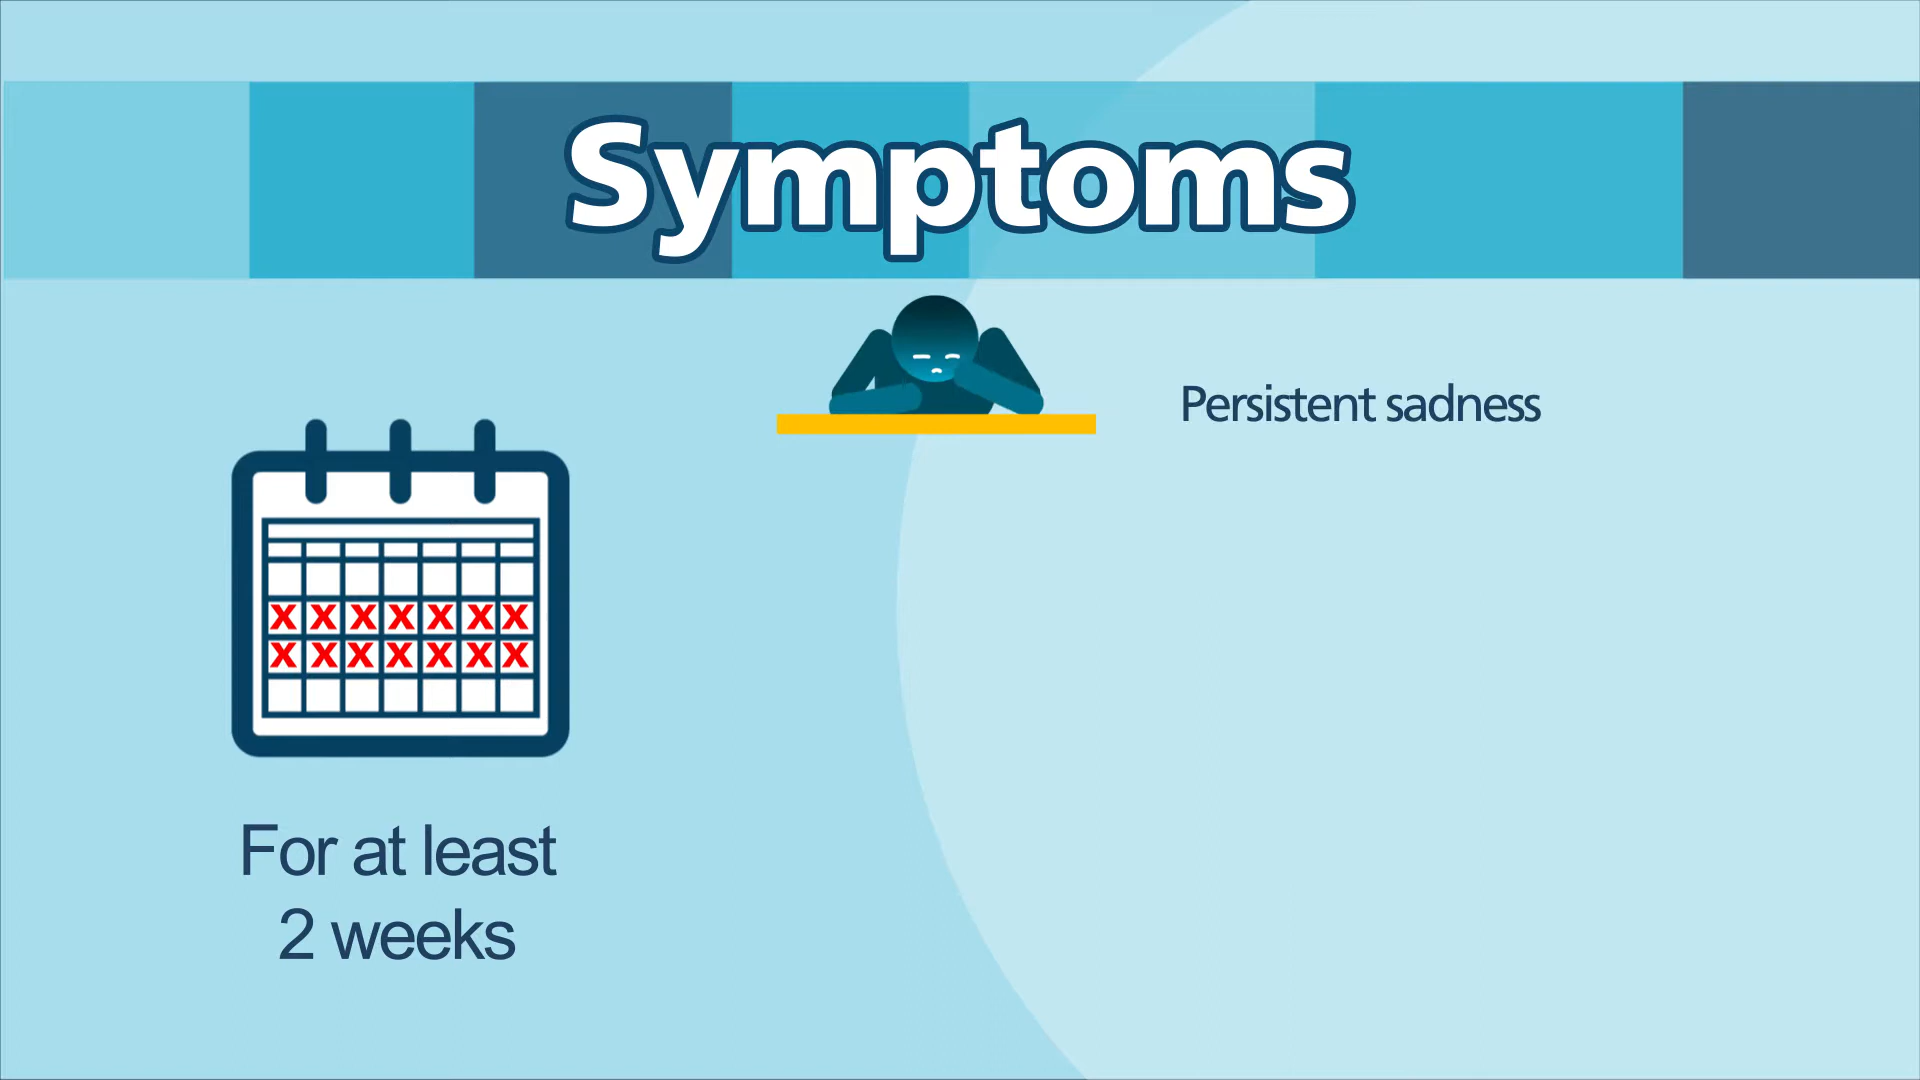 Symptoms
Persistent sadness
X X X X X X X
X X X X X X X
For at least
2 weeks